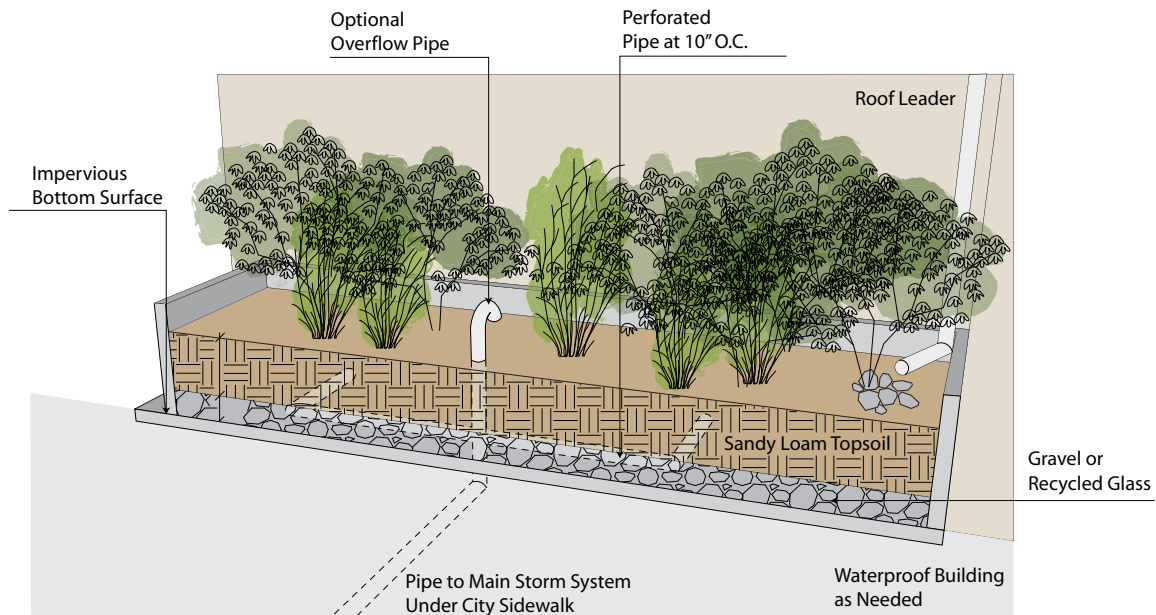 Optional
Overflow Pipe
Perforated
Pipe at 10” O.C.
Roof Leader
Impervious
Bottom Surface
Sandy Loam Topsoil
Gravel or
Recycled Glass
Pipe to Main Storm System
Under City Sidewalk
Waterproof Building
as Needed